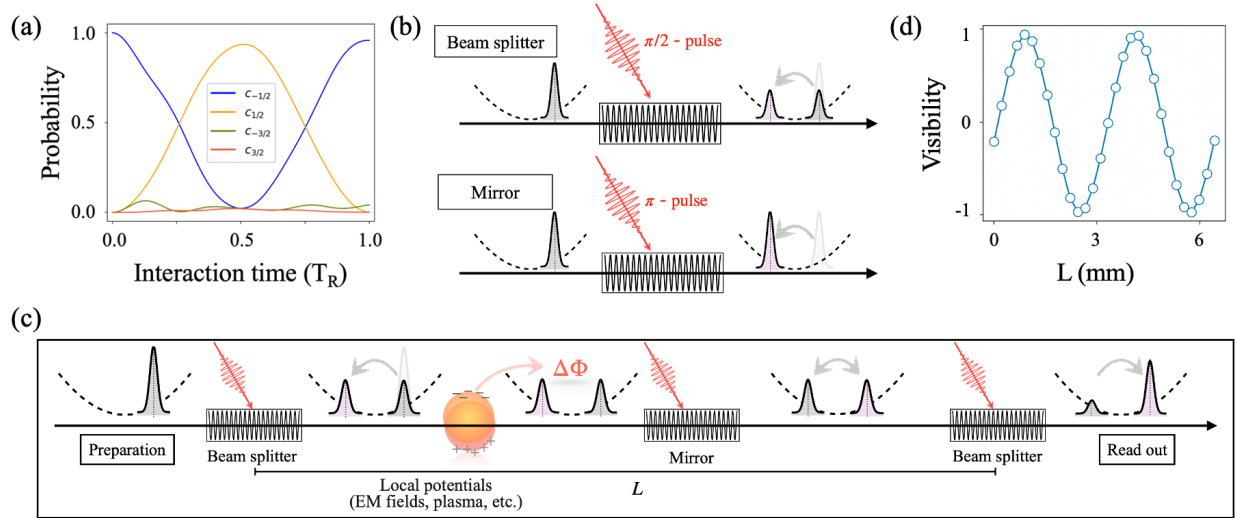 (a)
1.0
0.5
0.0
Probability
c₋₁/₂
c₁/₂
c₋₃/₂
c₃/₂
0.0
0.5
1.0
Interaction time (T_R)
(b)
Beam splitter
π/2 - pulse
Mirror
π - pulse
(d)
1
0
-1
Visibility
0
3
6
L (mm)
(c)
ΔΦ
Preparation
Beam splitter
Mirror
Beam splitter
Read out
Local potentials
(EM fields, plasma, etc.)
L